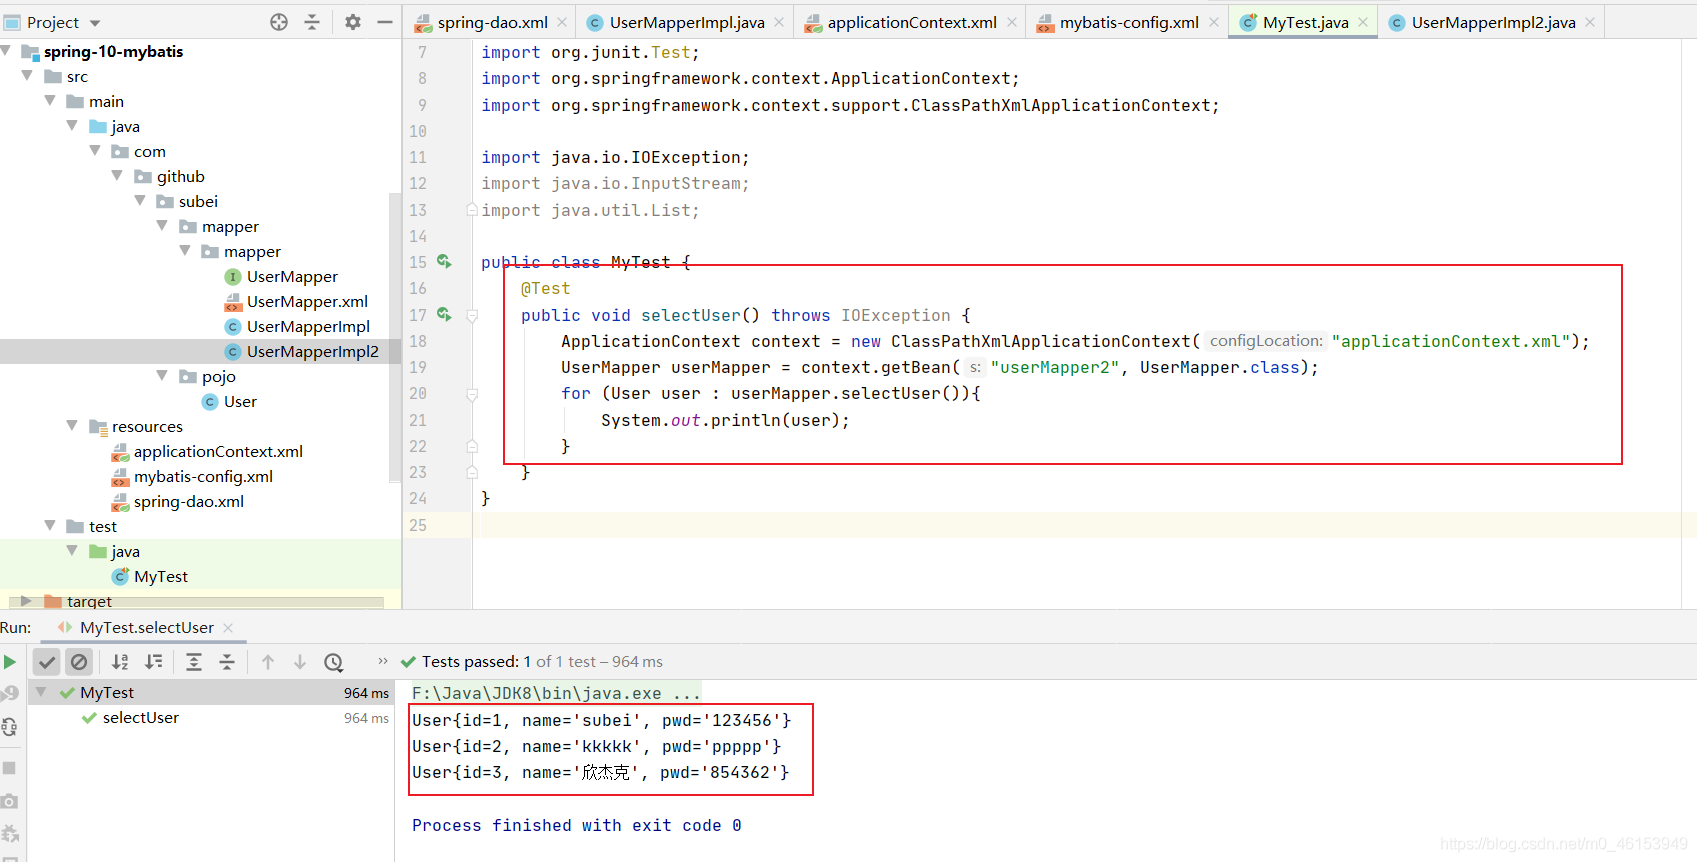 Project
spring-dao.xml
UserMapperImpl.java
applicationContext.xml
mybatis-config.xml
MyTest.java
UserMapperImpl2.java
spring-10-mybatis
src
main
java
com
github
subei
mapper
mapper
UserMapper
UserMapper.xml
UserMapperImpl
UserMapperImpl2
pojo
User
resources
applicationContext.xml
mybatis-config.xml
spring-dao.xml
test
java
MyTest
target
7 import org.junit.Test;
8 import org.springframework.context.ApplicationContext;
9 import org.springframework.context.support.ClassPathXmlApplicationContext;
10
11 import java.io.IOException;
12 import java.io.InputStream;
13 import java.util.List;
14
15 public class MyTest {
16 @Test
17 public void selectUser() throws IOException {
18 ApplicationContext context = new ClassPathXmlApplicationContext( configLocation: "applicationContext.xml");
19 UserMapper userMapper = context.getBean( s: "userMapper2", UserMapper.class);
20 for (User user : userMapper.selectUser()){
21 System.out.println(user);
22 }
23 }
24 }
25
Run: MyTest.selectUser
Tests passed: 1 of 1 test – 964 ms
MyTest 964 ms
selectUser 964 ms
F:\Java\JDK8\bin\java.exe ...
User{id=1, name='subei', pwd='123456'}
User{id=2, name='kkkkk', pwd='ppppp'}
User{id=3, name='欣杰克', pwd='854362'}
Process finished with exit code 0
https://blog.csdn.net/m0_46153949